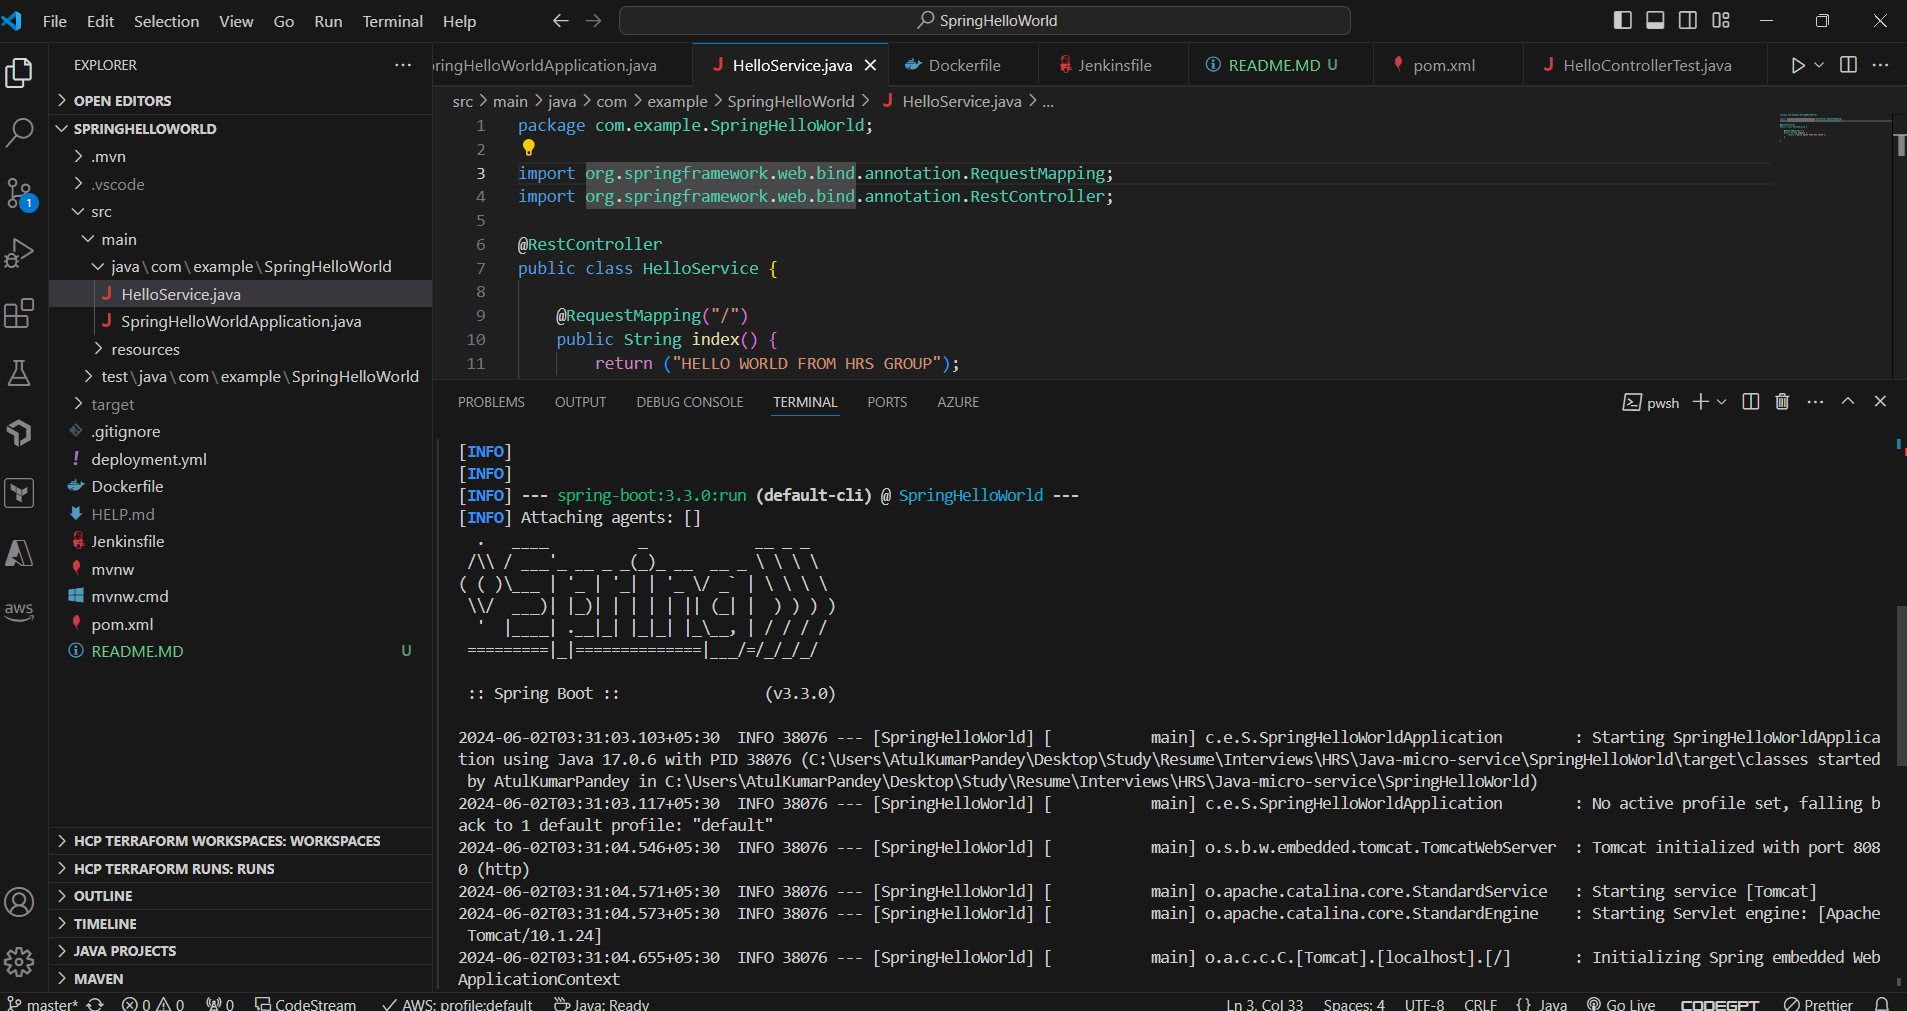 File Edit Selection View Go Run Terminal Help
SpringHelloWorld
EXPLORER
OPEN EDITORS
SPRINGHELLOWORLD
.mvn
.vscode
src
main
java\com\example\SpringHelloWorld
HelloService.java
SpringHelloWorldApplication.java
resources
test\java\com\example\SpringHelloWorld
target
.gitignore
deployment.yml
Dockerfile
HELP.md
Jenkinsfile
mvnw
mvnw.cmd
pom.xml
README.MD U
HCP TERRAFORM WORKSPACES: WORKSPACES
HCP TERRAFORM RUNS: RUNS
OUTLINE
TIMELINE
JAVA PROJECTS
MAVEN
1
aws
ringHelloWorldApplication.java HelloService.java Dockerfile Jenkinsfile README.MD U pom.xml HelloControllerTest.java
src > main > java > com > example > SpringHelloWorld > HelloService.java > ...
1 package com.example.SpringHelloWorld;
2
3 import org.springframework.web.bind.annotation.RequestMapping;
4 import org.springframework.web.bind.annotation.RestController;
5
6 @RestController
7 public class HelloService {
8
9 @RequestMapping("/")
10 public String index() {
11 return ("HELLO WORLD FROM HRS GROUP");
PROBLEMS OUTPUT DEBUG CONSOLE TERMINAL PORTS AZURE pwsh
[INFO]
[INFO]
[INFO] --- spring-boot:3.3.0:run (default-cli) @ SpringHelloWorld ---
[INFO] Attaching agents: []
  .   ____          _            __ _ _
 /\\ / ___'_ __ _ _(_)_ __  __ _ \ \ \ \
( ( )\___ | '_ | '_| | '_ \/ _` | \ \ \ \
 \\/  ___)| |_)| | | | | || (_| |  ) ) ) )
  '  |____| .__|_| |_|_| |_\__, | / / / /
 =========|_|==============|___/=/_/_/_/
:: Spring Boot :: (v3.3.0)
2024-06-02T03:31:03.103+05:30 INFO 38076 --- [SpringHelloWorld] [ main] c.e.S.SpringHelloWorldApplication : Starting SpringHelloWorldApplica
tion using Java 17.0.6 with PID 38076 (C:\Users\AtulKumarPandey\Desktop\Study\Resume\Interviews\HRS\Java-micro-service\SpringHelloWorld\target\classes started
by AtulKumarPandey in C:\Users\AtulKumarPandey\Desktop\Study\Resume\Interviews\HRS\Java-micro-service\SpringHelloWorld)
2024-06-02T03:31:03.117+05:30 INFO 38076 --- [SpringHelloWorld] [ main] c.e.S.SpringHelloWorldApplication : No active profile set, falling b
ack to 1 default profile: "default"
2024-06-02T03:31:04.546+05:30 INFO 38076 --- [SpringHelloWorld] [ main] o.s.b.w.embedded.tomcat.TomcatWebServer : Tomcat initialized with port 808
0 (http)
2024-06-02T03:31:04.571+05:30 INFO 38076 --- [SpringHelloWorld] [ main] o.apache.catalina.core.StandardService : Starting service [Tomcat]
2024-06-02T03:31:04.573+05:30 INFO 38076 --- [SpringHelloWorld] [ main] o.apache.catalina.core.StandardEngine : Starting Servlet engine: [Apache
Tomcat/10.1.24]
2024-06-02T03:31:04.655+05:30 INFO 38076 --- [SpringHelloWorld] [ main] o.a.c.c.C.[Tomcat].[localhost].[/] : Initializing Spring embedded Web
ApplicationContext
master* 0 0 0 CodeStream AWS: profile:default Java: Ready Ln 3, Col 33 Spaces: 4 UTF-8 CRLF {} Java Go Live CODEGPT Prettier